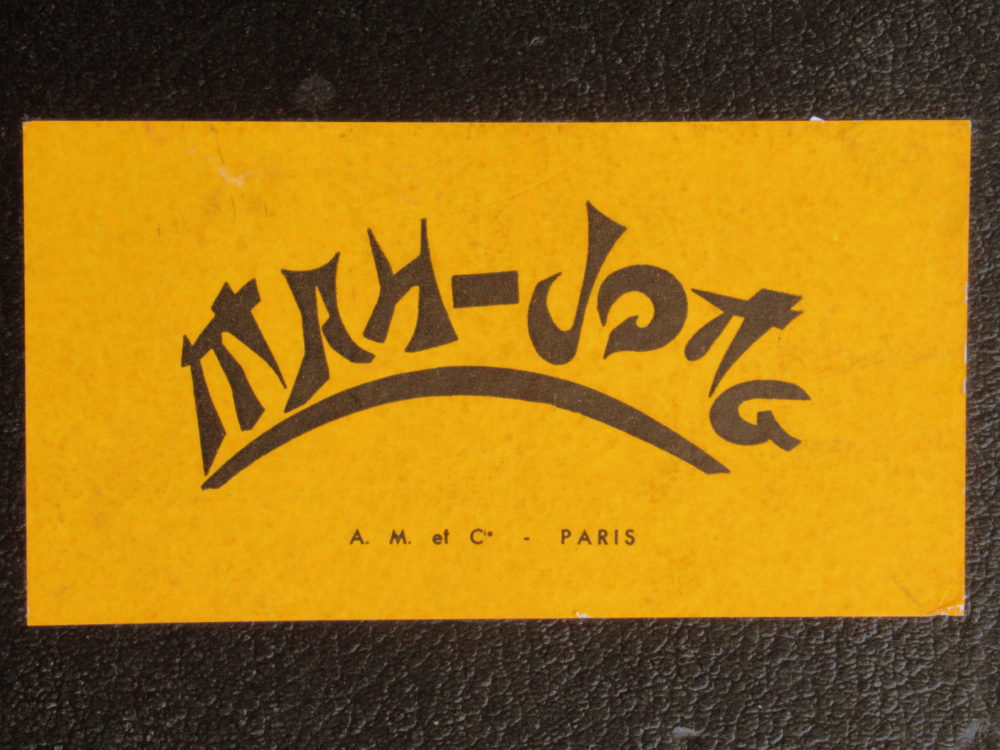 MAH-JONG
A. M. et Cie - PARIS